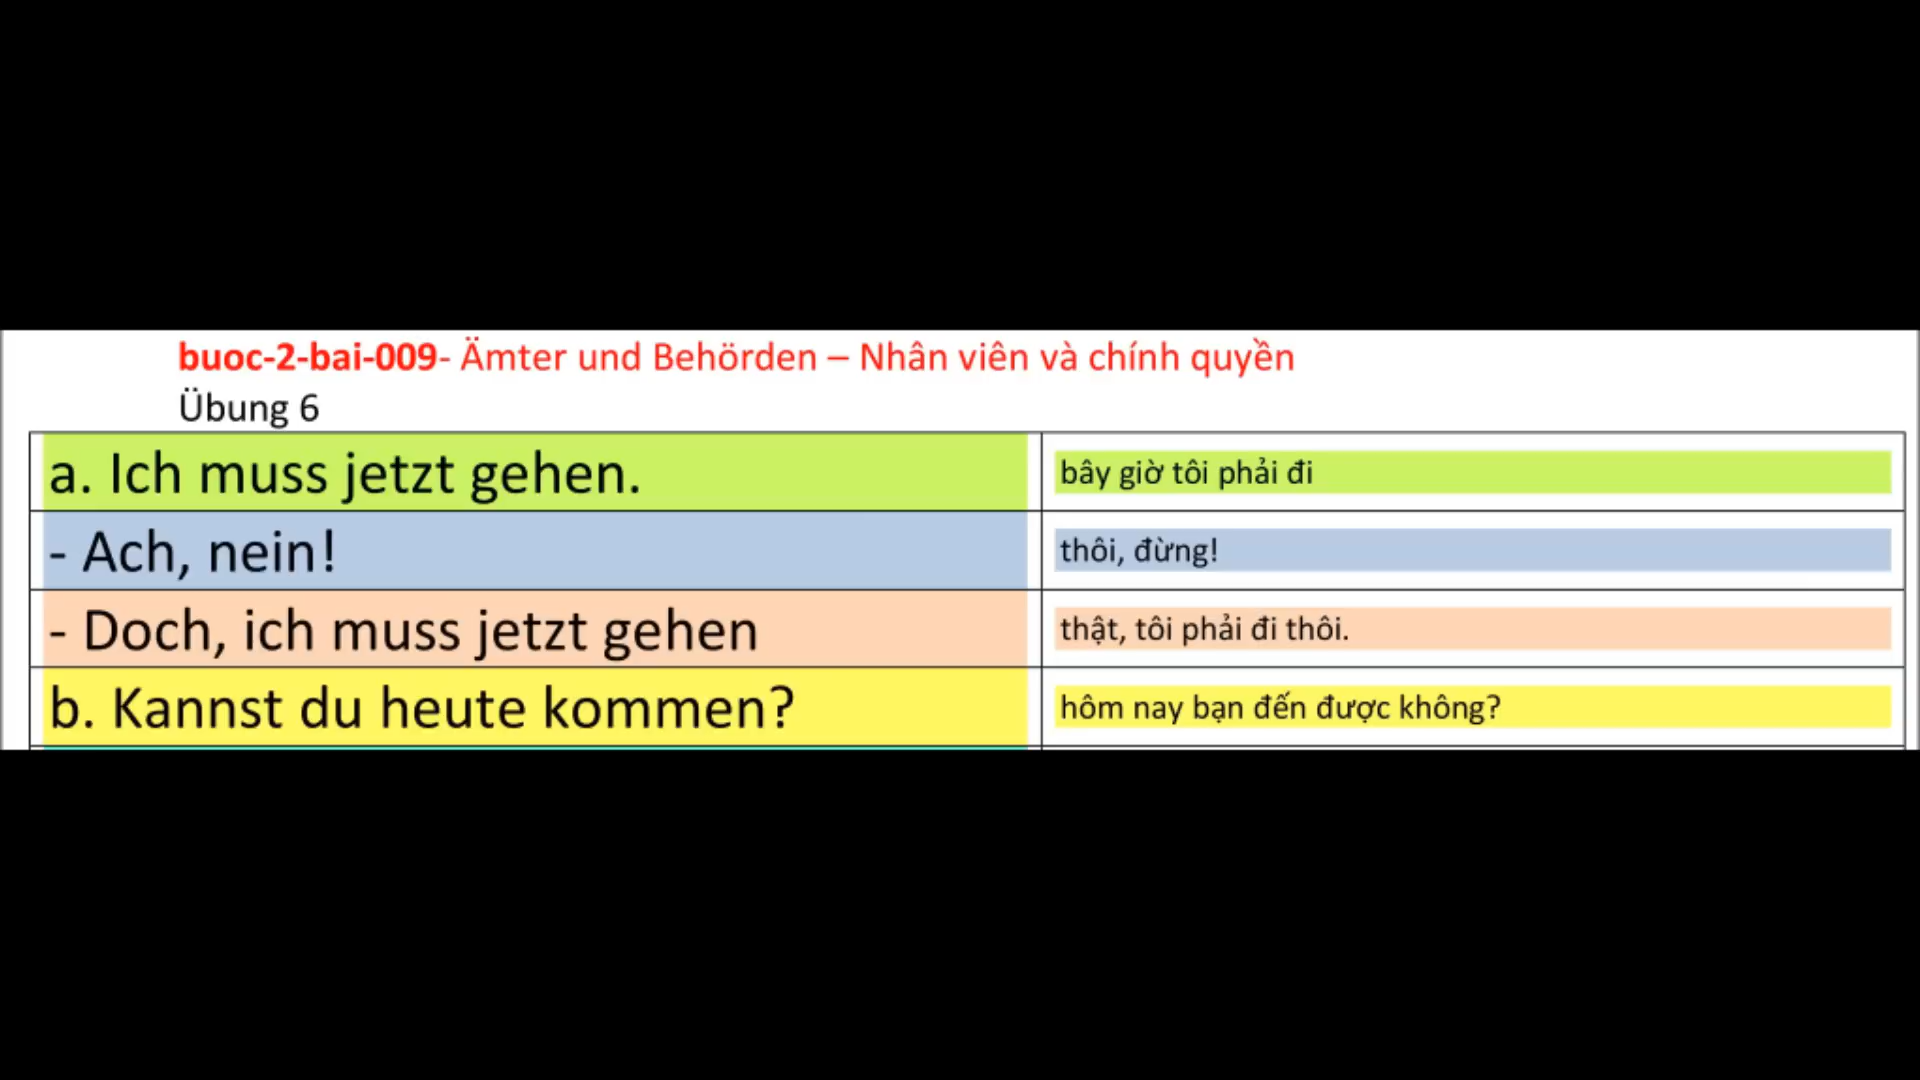 buoc-2-bai-009- Ämter und Behörden – Nhân viên và chính quyền
Übung 6
a. Ich muss jetzt gehen.
bây giờ tôi phải đi
- Ach, nein!
thôi, đừng!
- Doch, ich muss jetzt gehen
thật, tôi phải đi thôi.
b. Kannst du heute kommen?
hôm nay bạn đến được không?